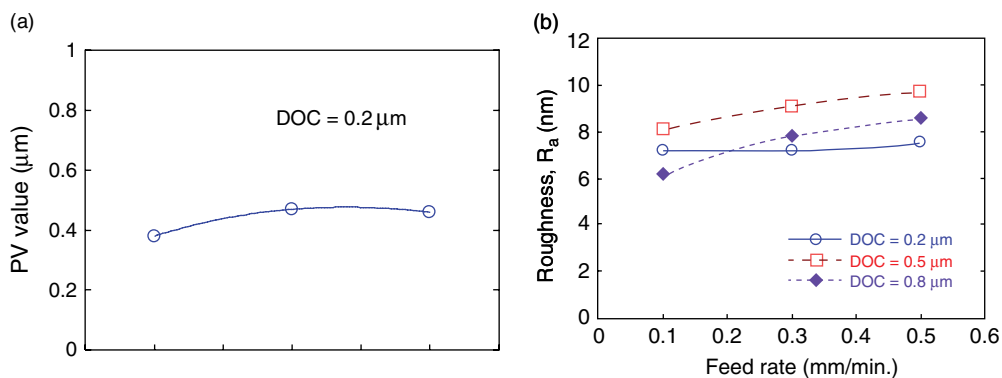 (a)
1
0.8
0.6
0.4
0.2
0
PV value (μm)
DOC = 0.2 μm
(b)
12
10
8
6
4
2
0
Roughness, Ra (nm)
DOC = 0.2 μm
DOC = 0.5 μm
DOC = 0.8 μm
0 0.1 0.2 0.3 0.4 0.5 0.6
Feed rate (mm/min.)